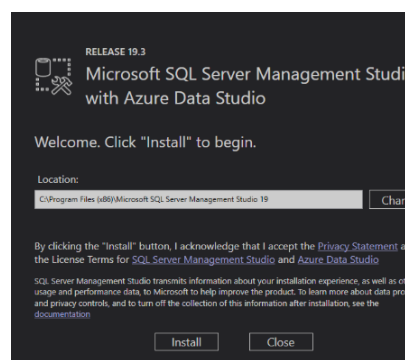 RELEASE 19.3
Microsoft SQL Server Management Studi
with Azure Data Studio
Welcome. Click "Install" to begin.
Location:
C:\Program Files (x86)\Microsoft SQL Server Management Studio 19
Chan
By clicking the "Install" button, I acknowledge that I accept the Privacy Statement a
the License Terms for SQL Server Management Studio and Azure Data Studio
SQL Server Management Studio transmits information about your installation experience, as well as ot
usage and performance data, to Microsoft to help improve the product. To learn more about data pro
and privacy controls, and to turn off the collection of this information after installation, see the
documentation
Install
Close